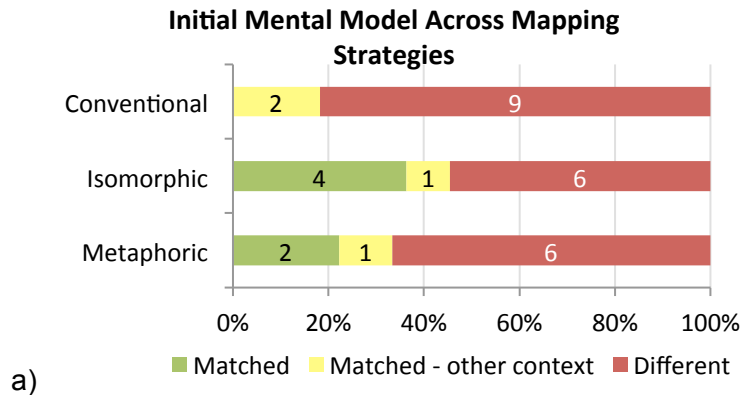 Initial Mental Model Across Mapping
Strategies
Conventional 2 9
Isomorphic 4 1 6
Metaphoric 2 1 6
0% 20% 40% 60% 80% 100%
Matched Matched - other context Different
a)